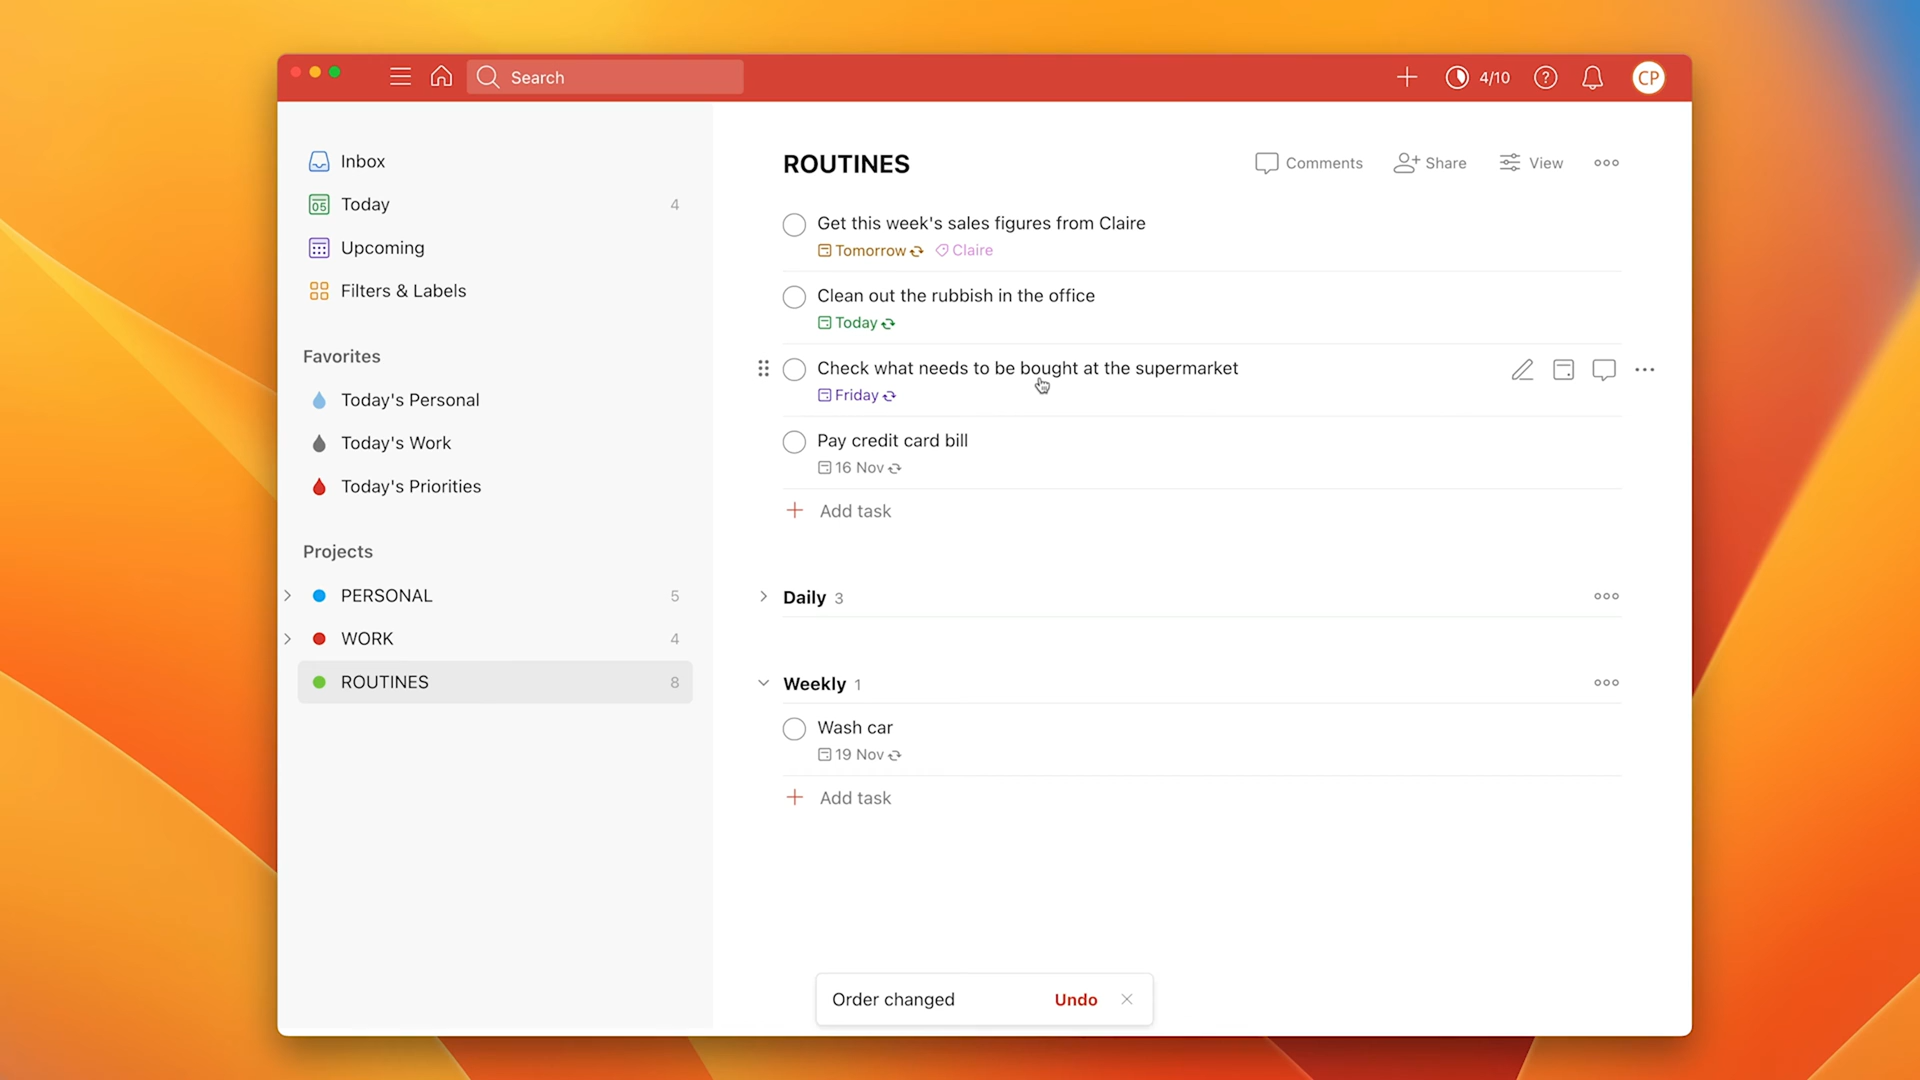 Search
4/10
CP
Inbox
05 Today 4
Upcoming
Filters & Labels
Favorites
Today's Personal
Today's Work
Today's Priorities
Projects
PERSONAL 5
WORK 4
ROUTINES 8
ROUTINES
Comments Share View
Get this week's sales figures from Claire
Tomorrow Claire
Clean out the rubbish in the office
Today
Check what needs to be bought at the supermarket
Friday
Pay credit card bill
16 Nov
Add task
Daily 3
Weekly 1
Wash car
19 Nov
Add task
Order changed Undo